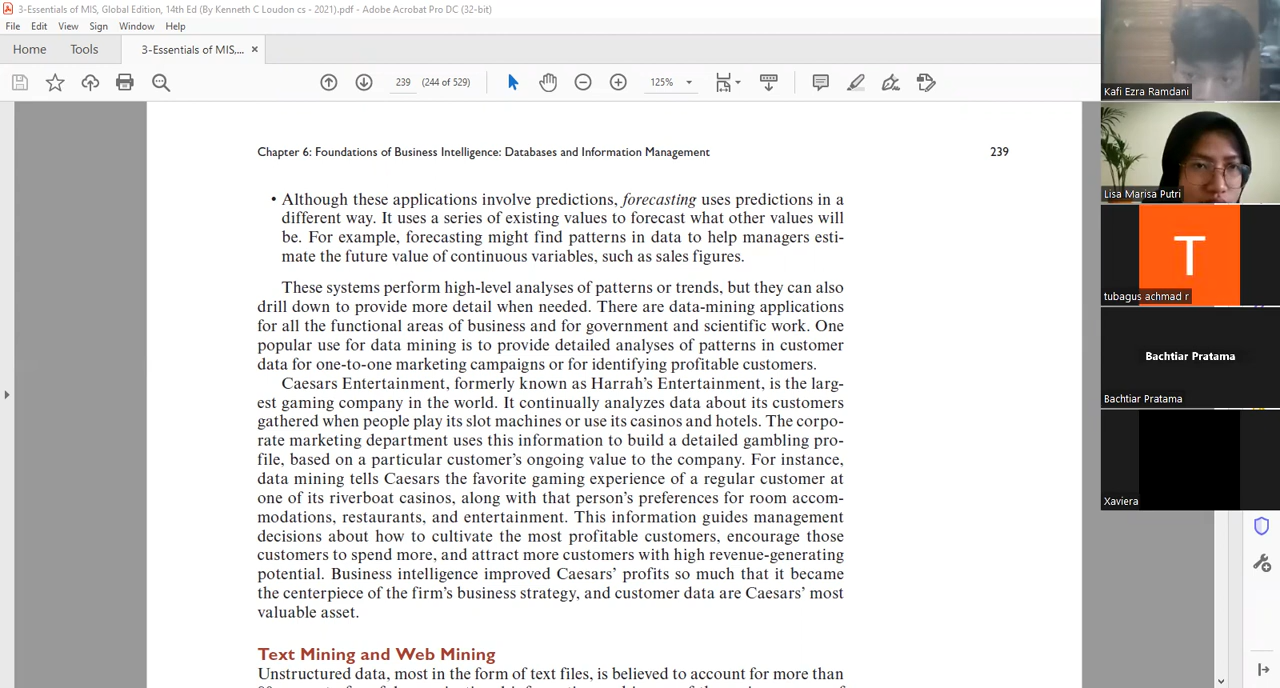 3-Essentials of MIS, Global Edition, 14th Ed (By Kenneth C Loudon cs - 2021).pdf - Adobe Acrobat Pro DC (32-bit)
File Edit View Sign Window Help
Home Tools 3-Essentials of MIS,... ×
239 (244 of 529) 125%
Chapter 6: Foundations of Business Intelligence: Databases and Information Management 239
• Although these applications involve predictions, forecasting uses predictions in a
different way. It uses a series of existing values to forecast what other values will
be. For example, forecasting might find patterns in data to help managers esti-
mate the future value of continuous variables, such as sales figures.
These systems perform high-level analyses of patterns or trends, but they can also
drill down to provide more detail when needed. There are data-mining applications
for all the functional areas of business and for government and scientific work. One
popular use for data mining is to provide detailed analyses of patterns in customer
data for one-to-one marketing campaigns or for identifying profitable customers.
Caesars Entertainment, formerly known as Harrah's Entertainment, is the larg-
est gaming company in the world. It continually analyzes data about its customers
gathered when people play its slot machines or use its casinos and hotels. The corpo-
rate marketing department uses this information to build a detailed gambling pro-
file, based on a particular customer's ongoing value to the company. For instance,
data mining tells Caesars the favorite gaming experience of a regular customer at
one of its riverboat casinos, along with that person's preferences for room accom-
modations, restaurants, and entertainment. This information guides management
decisions about how to cultivate the most profitable customers, encourage those
customers to spend more, and attract more customers with high revenue-generating
potential. Business intelligence improved Caesars' profits so much that it became
the centerpiece of the firm's business strategy, and customer data are Caesars' most
valuable asset.
Text Mining and Web Mining
Unstructured data, most in the form of text files, is believed to account for more than
Kafi Ezra Ramdani
Lisa Marisa Putri
T
tubagus achmad r
Bachtiar Pratama
Bachtiar Pratama
Xaviera